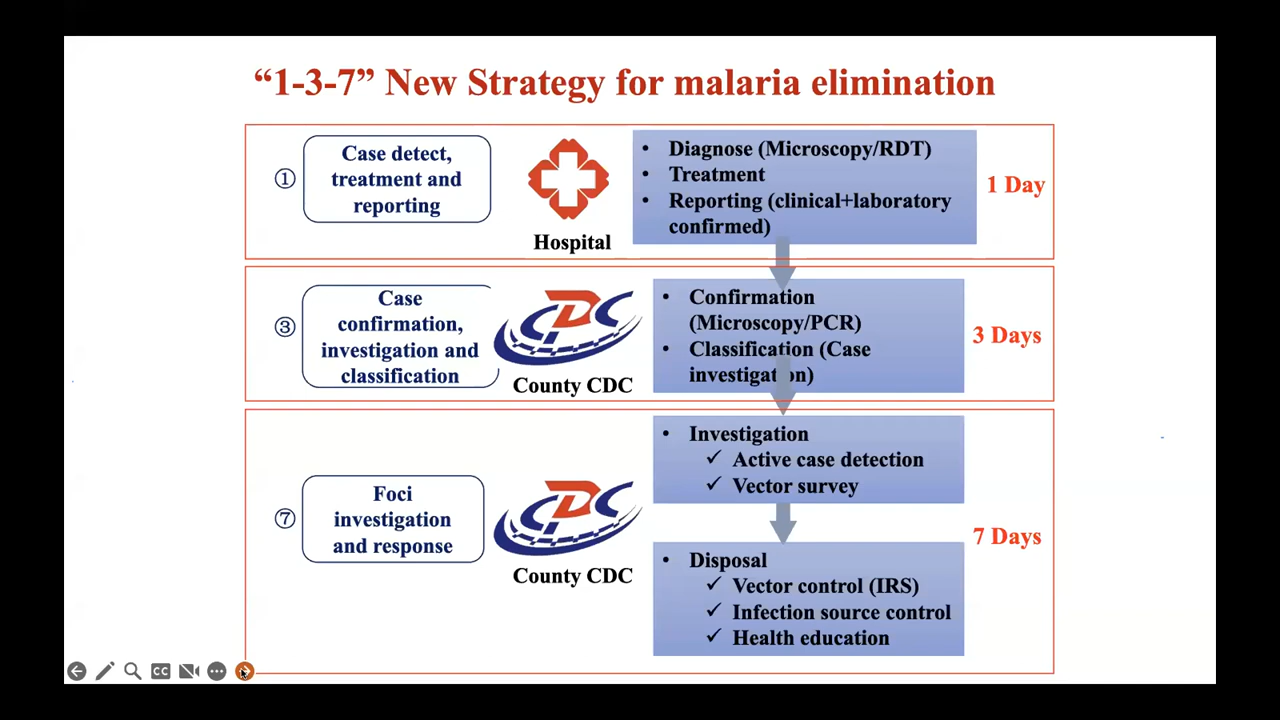 “1-3-7” New Strategy for malaria elimination
①
Case detect,
treatment and
reporting
Hospital
• Diagnose (Microscopy/RDT)
• Treatment
• Reporting (clinical+laboratory
confirmed)
1 Day
③
Case
confirmation,
investigation and
classification
CDC
County CDC
• Confirmation
(Microscopy/PCR)
• Classification (Case
investigation)
3 Days
⑦
Foci
investigation
and response
CDC
County CDC
• Investigation
✓ Active case detection
✓ Vector survey
• Disposal
✓ Vector control (IRS)
✓ Infection source control
✓ Health education
7 Days
CC